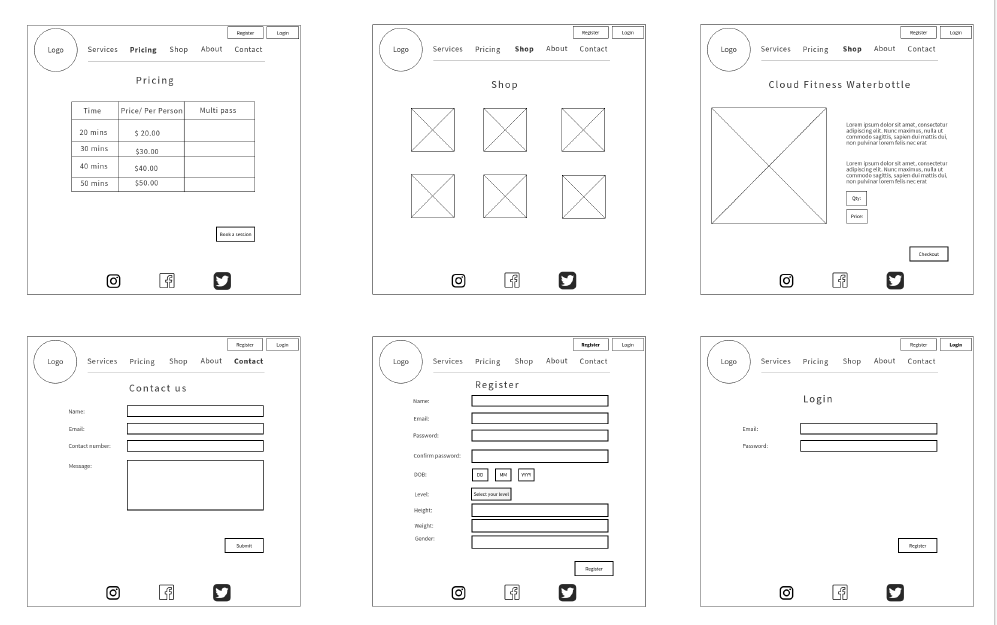 Register Login
Logo Services Pricing Shop About Contact
Pricing
Time Price/ Per Person Multi pass
20 mins $ 20.00
30 mins $30.00
40 mins $40.00
50 mins $50.00
Book a session
Register Login
Logo Services Pricing Shop About Contact
Shop
Register Login
Logo Services Pricing Shop About Contact
Cloud Fitness Waterbottle
Lorem ipsum dolor sit amet, consectetur
adipiscing elit. Nunc maximus, nulla ut
commodo sagittis, sapien dui mattis dui,
non pulvinar lorem felis nec erat
Lorem ipsum dolor sit amet, consectetur
adipiscing elit. Nunc maximus, nulla ut
commodo sagittis, sapien dui mattis dui,
non pulvinar lorem felis nec erat
Qty:
Price:
Checkout
Register Login
Logo Services Pricing Shop About Contact
Contact us
Name:
Email:
Contact number:
Message:
Submit
Register Login
Logo Services Pricing Shop About Contact
Register
Name:
Email:
Password:
Confirm password:
DOB: DD MM YYYY
Level: Select your level
Height:
Weight:
Gender:
Register
Register Login
Logo Services Pricing Shop About Contact
Login
Email:
Password:
Register